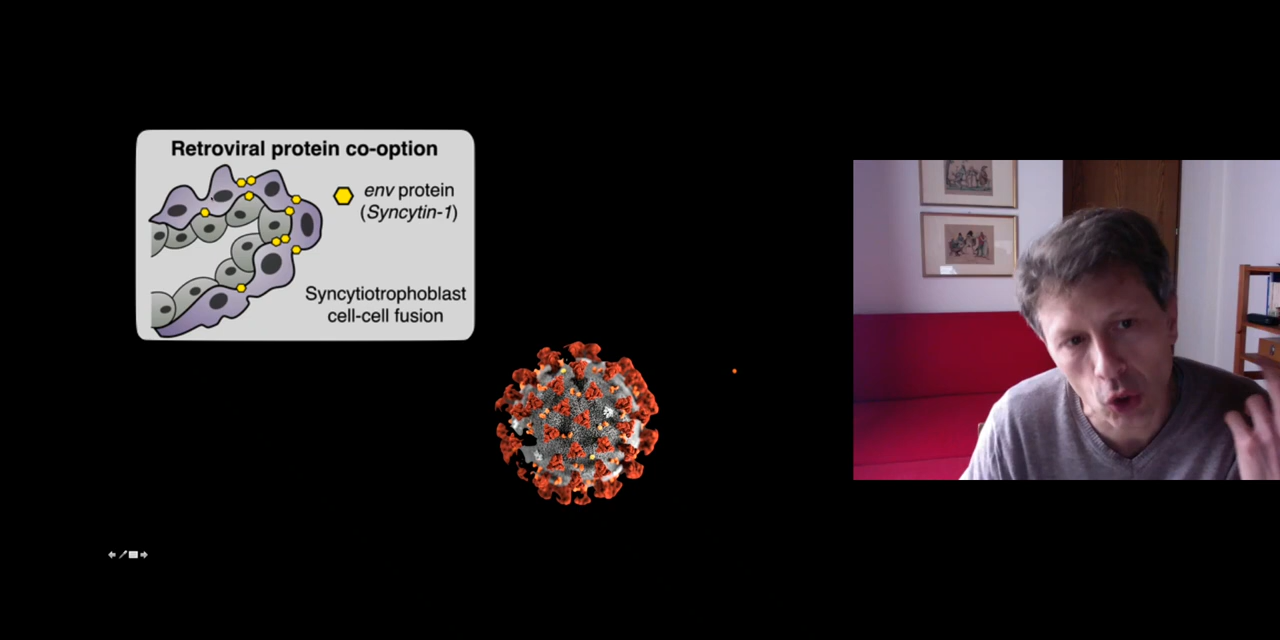 Retroviral protein co-option
env protein
(Syncytin-1)
Syncytiotrophoblast
cell-cell fusion